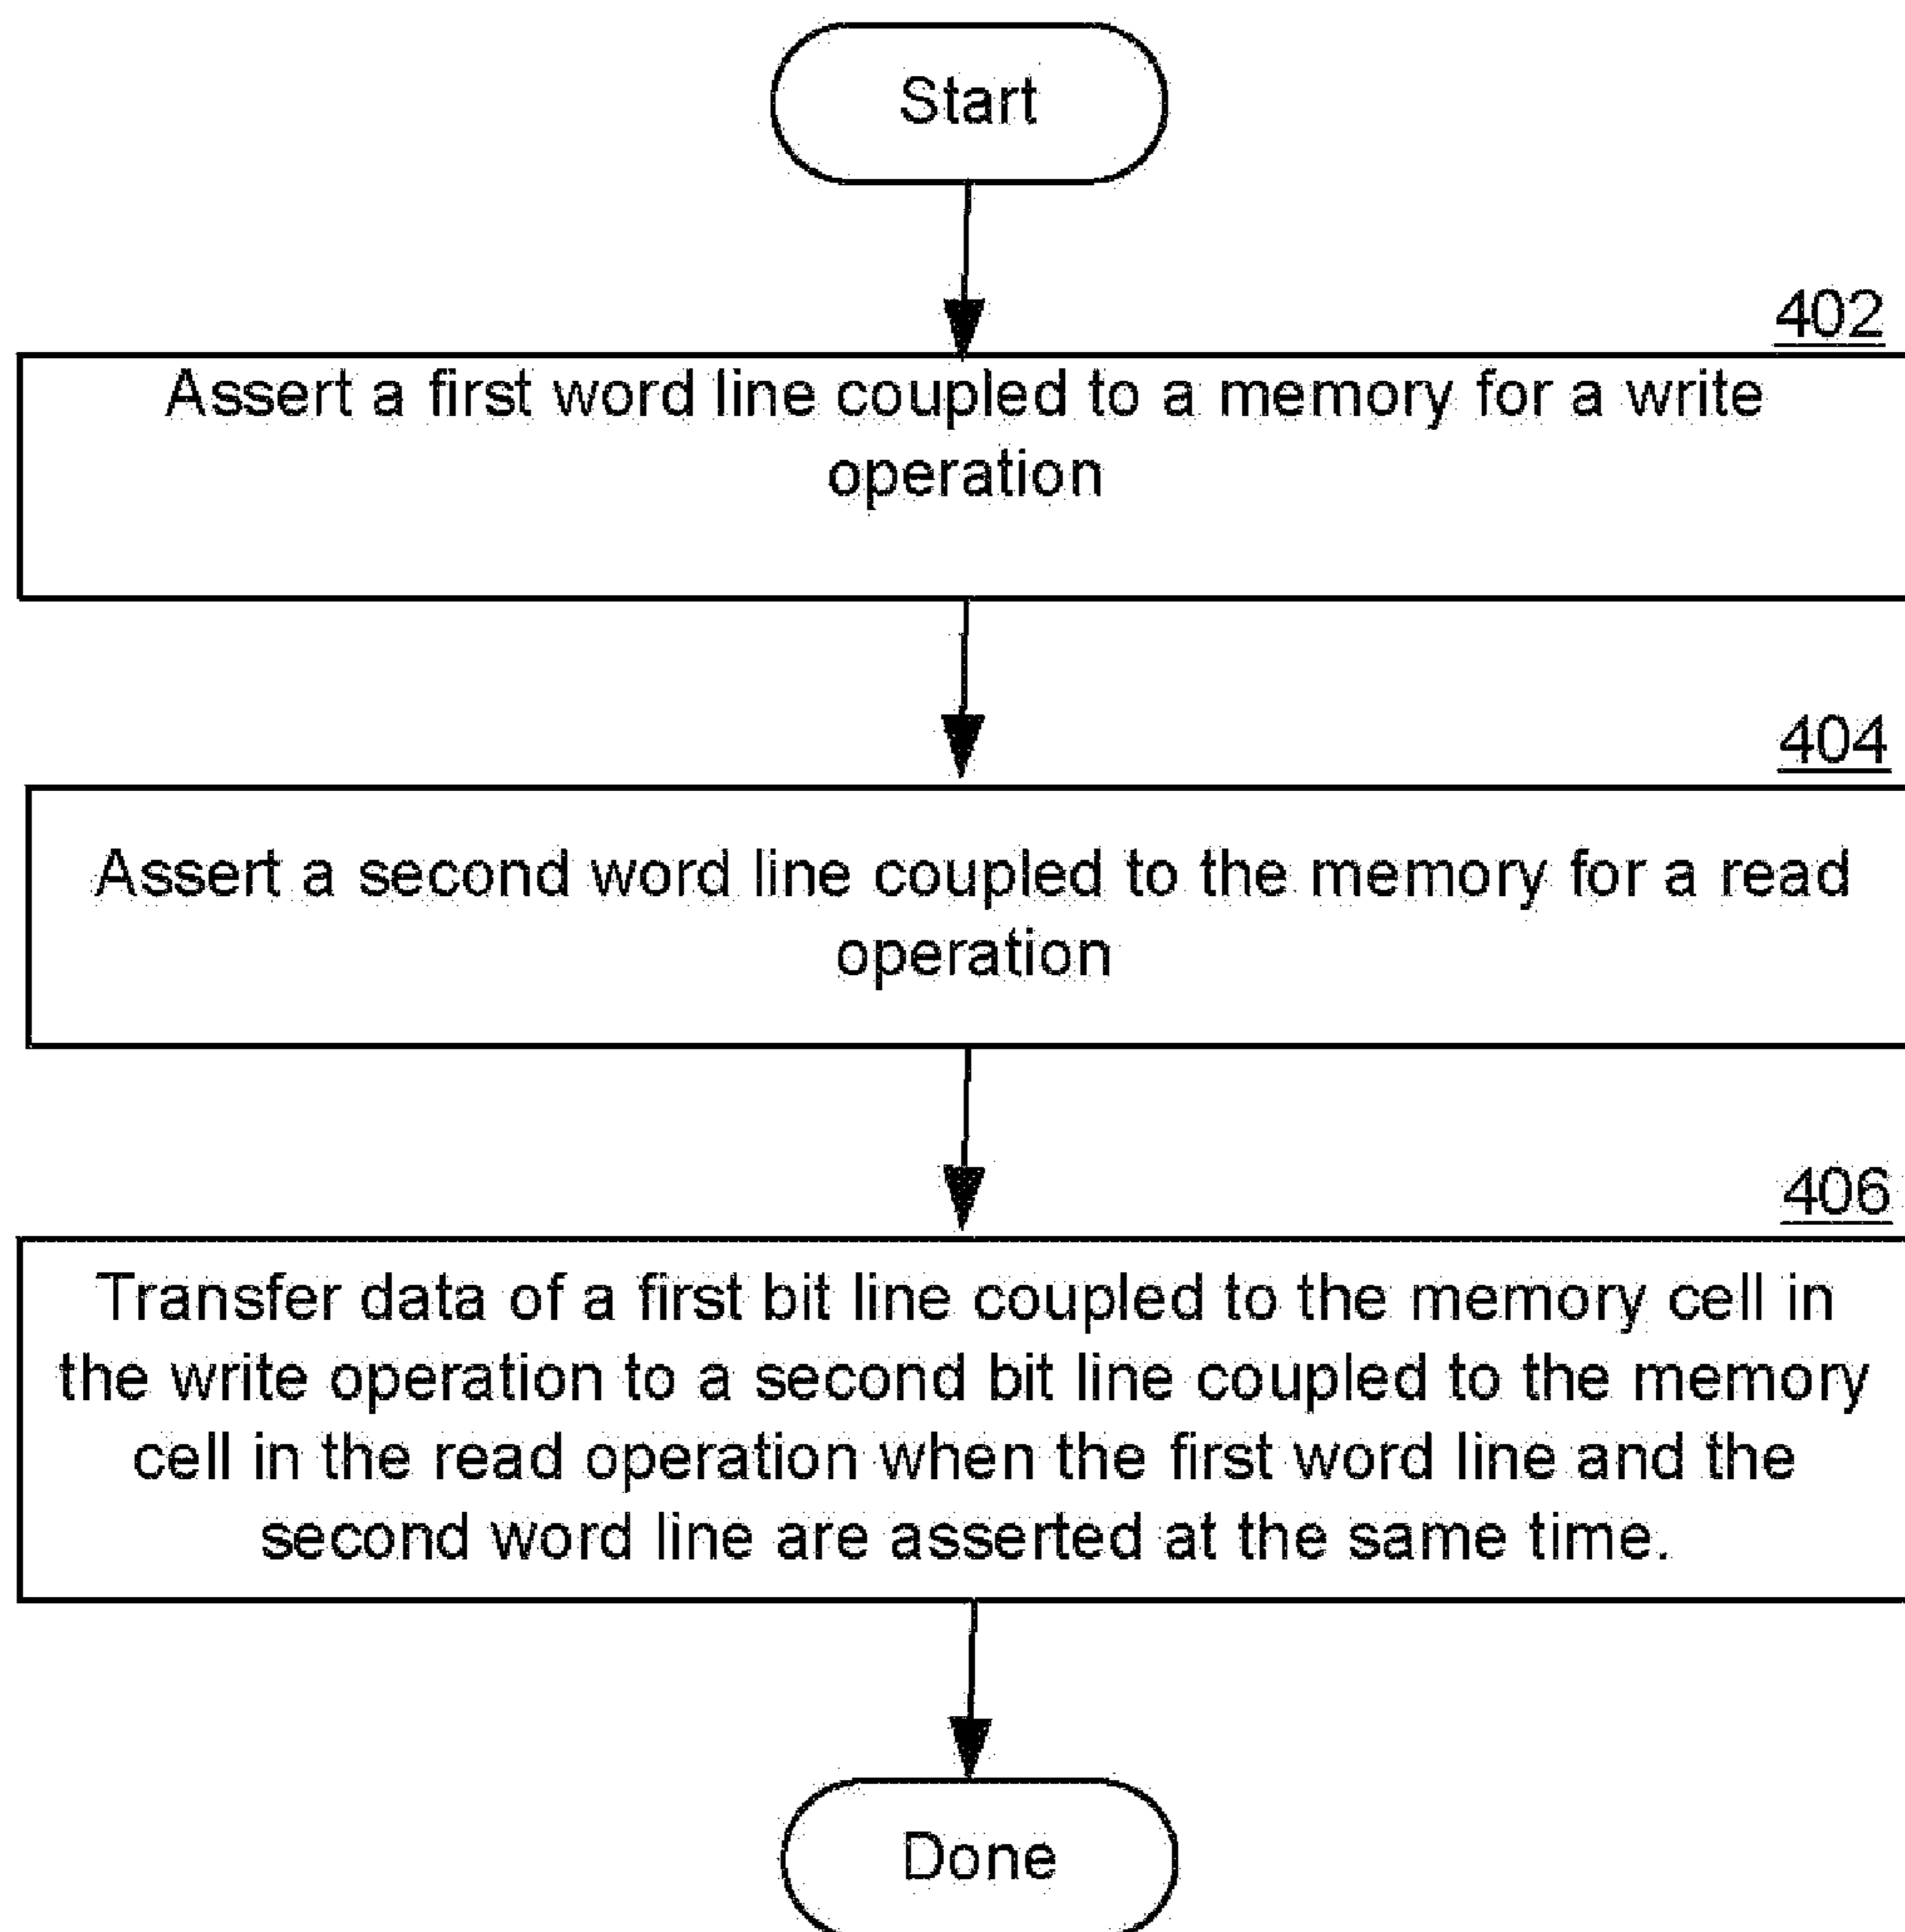 Start
402
Assert a first word line coupled to a memory for a write
operation
404
Assert a second word line coupled to the memory for a read
operation
406
Transfer data of a first bit line coupled to the memory cell in
the write operation to a second bit line coupled to the memory
cell in the read operation when the first word line and the
second word line are asserted at the same time.
Done